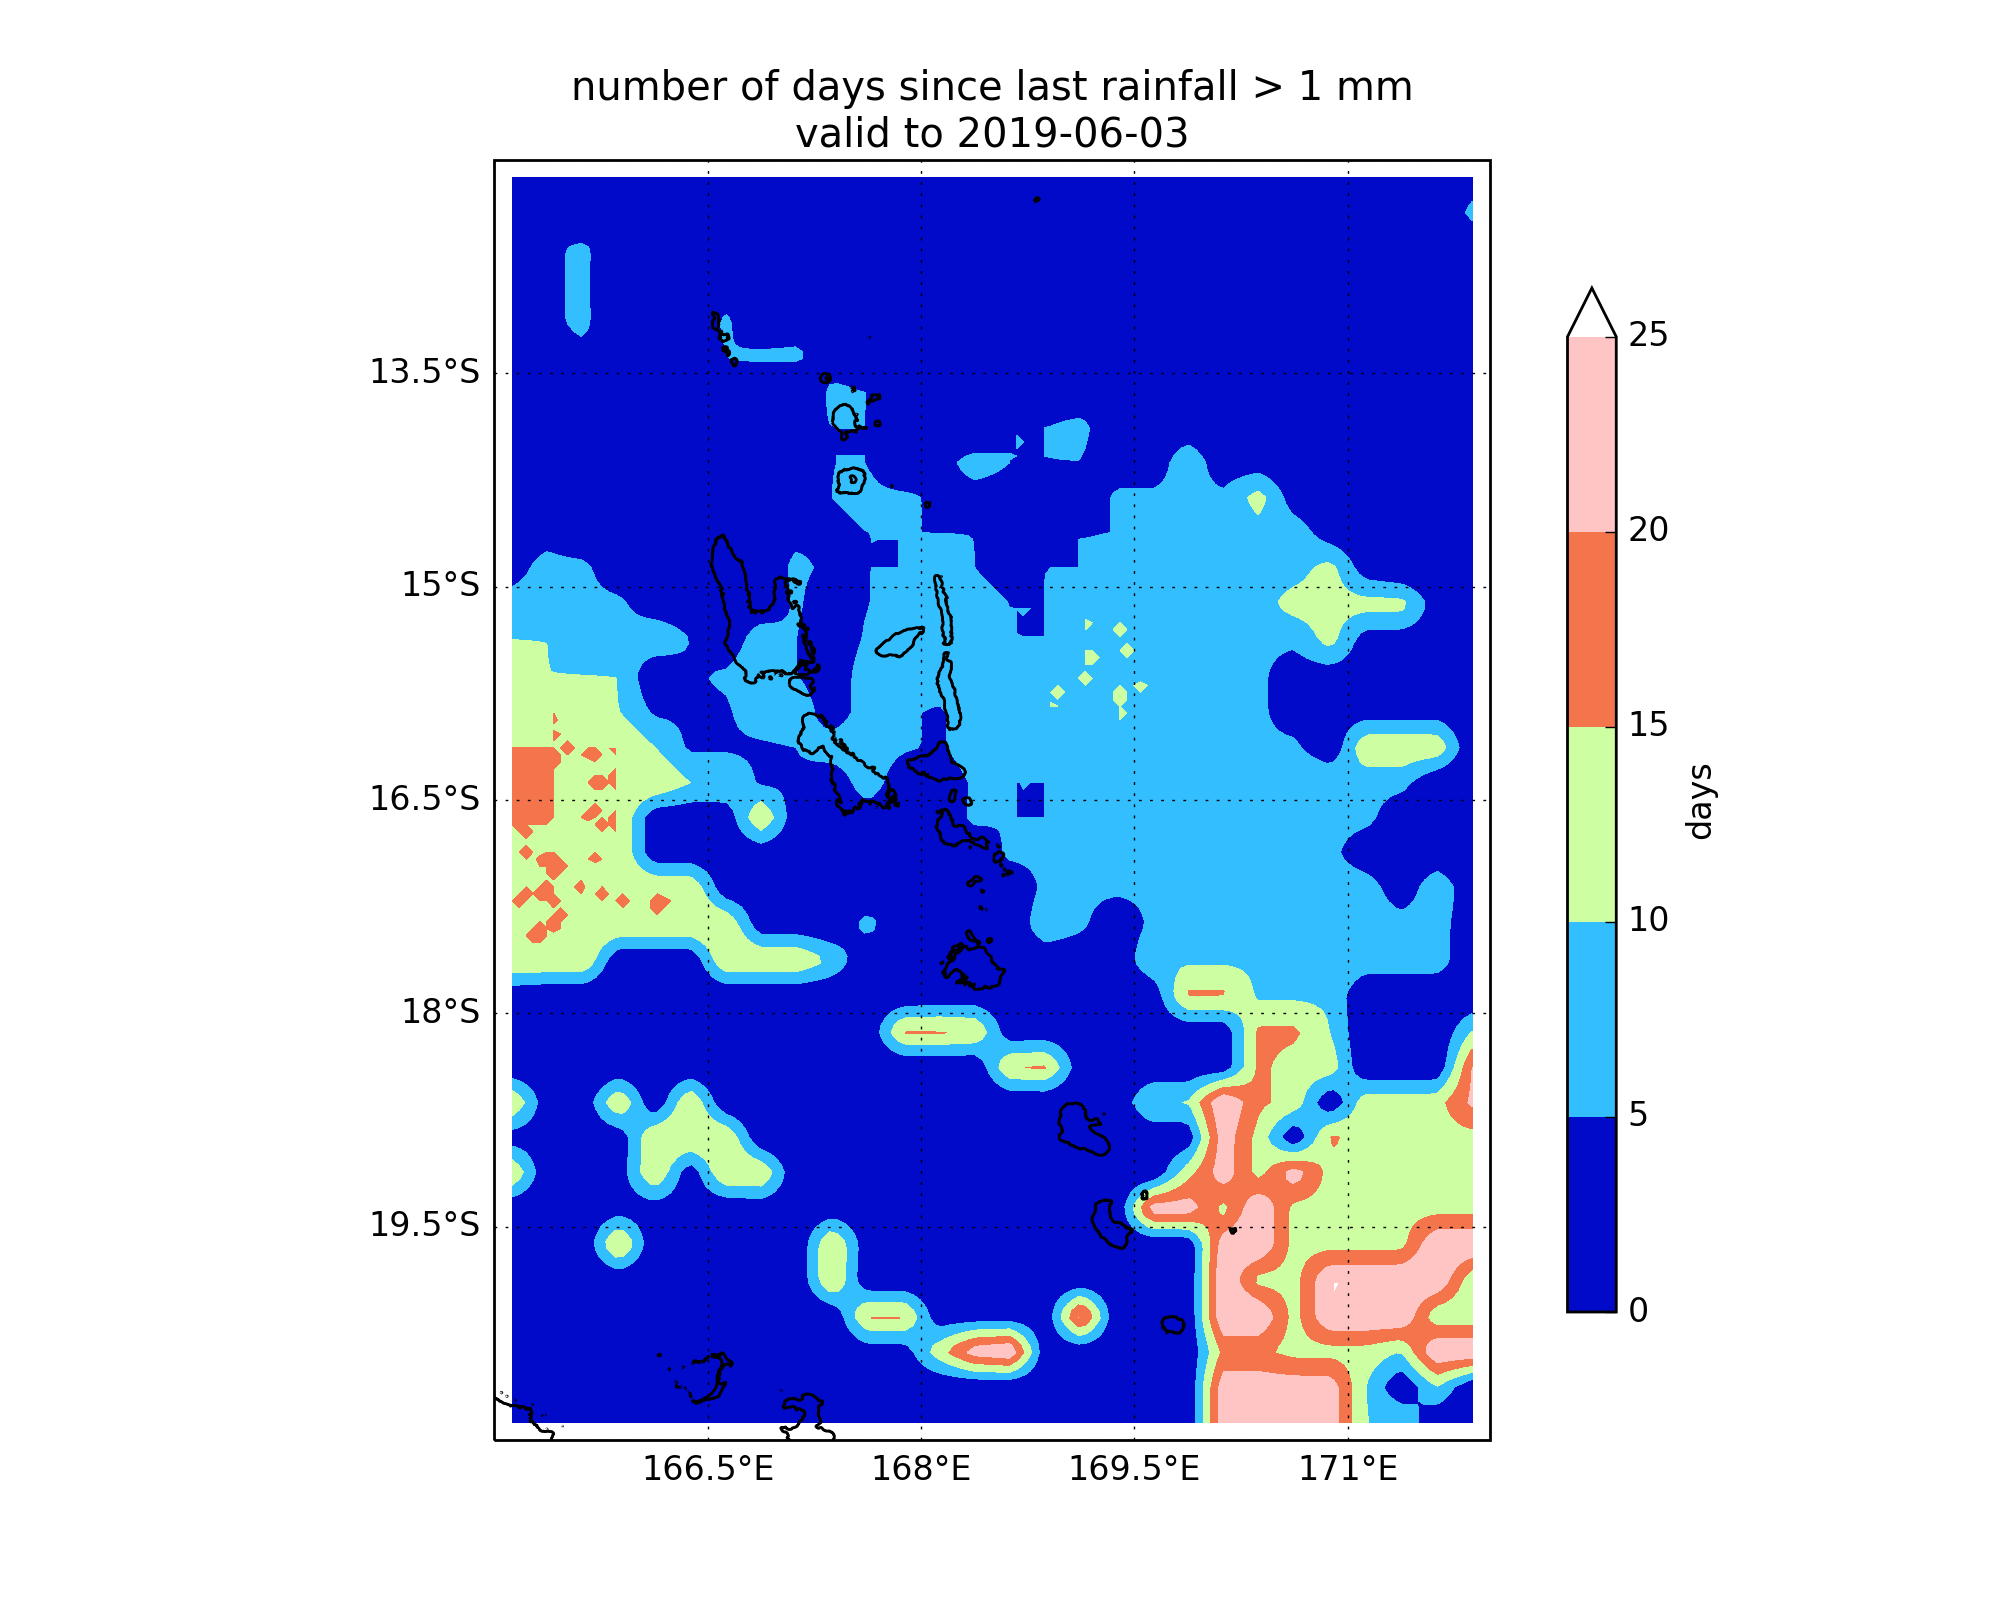 number of days since last rainfall > 1 mm
valid to 2019-06-03
13.5°S
15°S
16.5°S
18°S
19.5°S
166.5°E
168°E
169.5°E
171°E
25
20
15
10
5
0
days